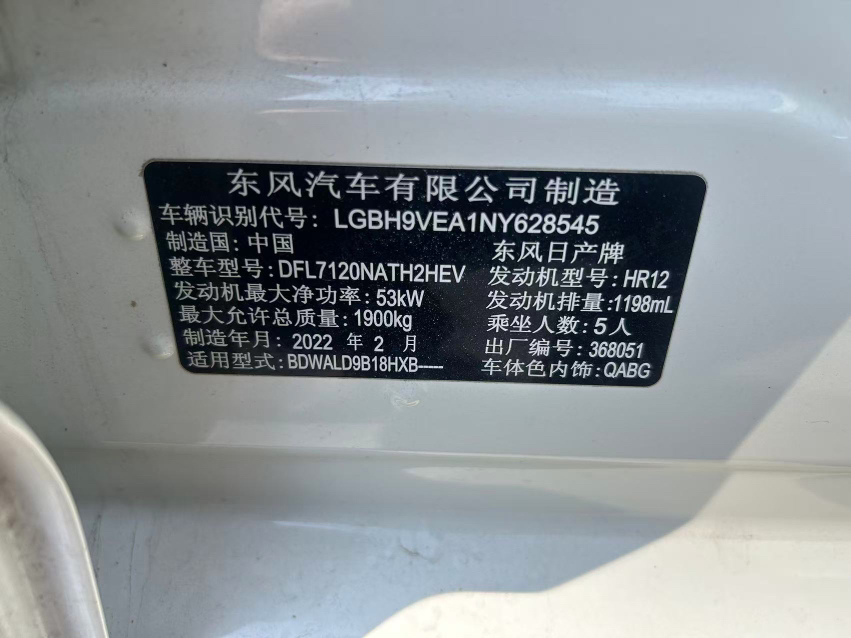 东风汽车有限公司制造
车辆识别代号: LGBH9VEA1NY628545
制造国: 中国 东风日产牌
整车型号: DFL7120NATH2HEV 发动机型号: HR12
发动机最大净功率: 53kW 发动机排量: 1198mL
最大允许总质量: 1900kg 乘坐人数: 5人
制造年月: 2022 年 2 月 出厂编号: 368051
适用型式: BDWALD9B18HXB----- 车体色内饰: QABG